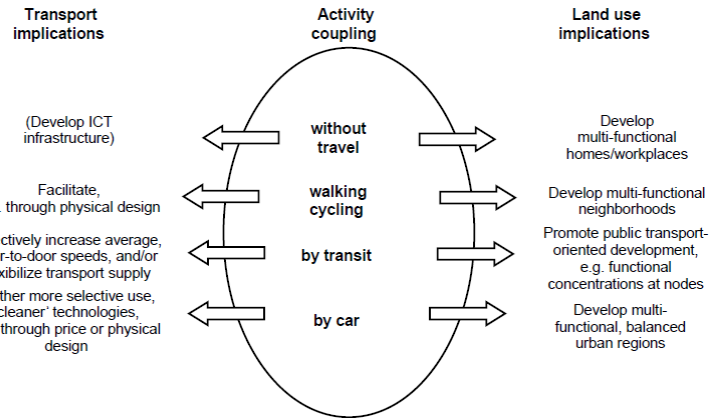 Transport
implications
Activity
coupling
Land use
implications
(Develop ICT
infrastructure)
without
travel
Develop
multi-functional
homes/workplaces
Facilitate,
. through physical design
walking
cycling
Develop multi-functional
neighborhoods
ctively increase average,
r-to-door speeds, and/or
xibilize transport supply
by transit
Promote public transport-
oriented development,
e.g. functional
concentrations at nodes
ther more selective use,
cleaner‘ technologies,
through price or physical
design
by car
Develop multi-
functional, balanced
urban regions